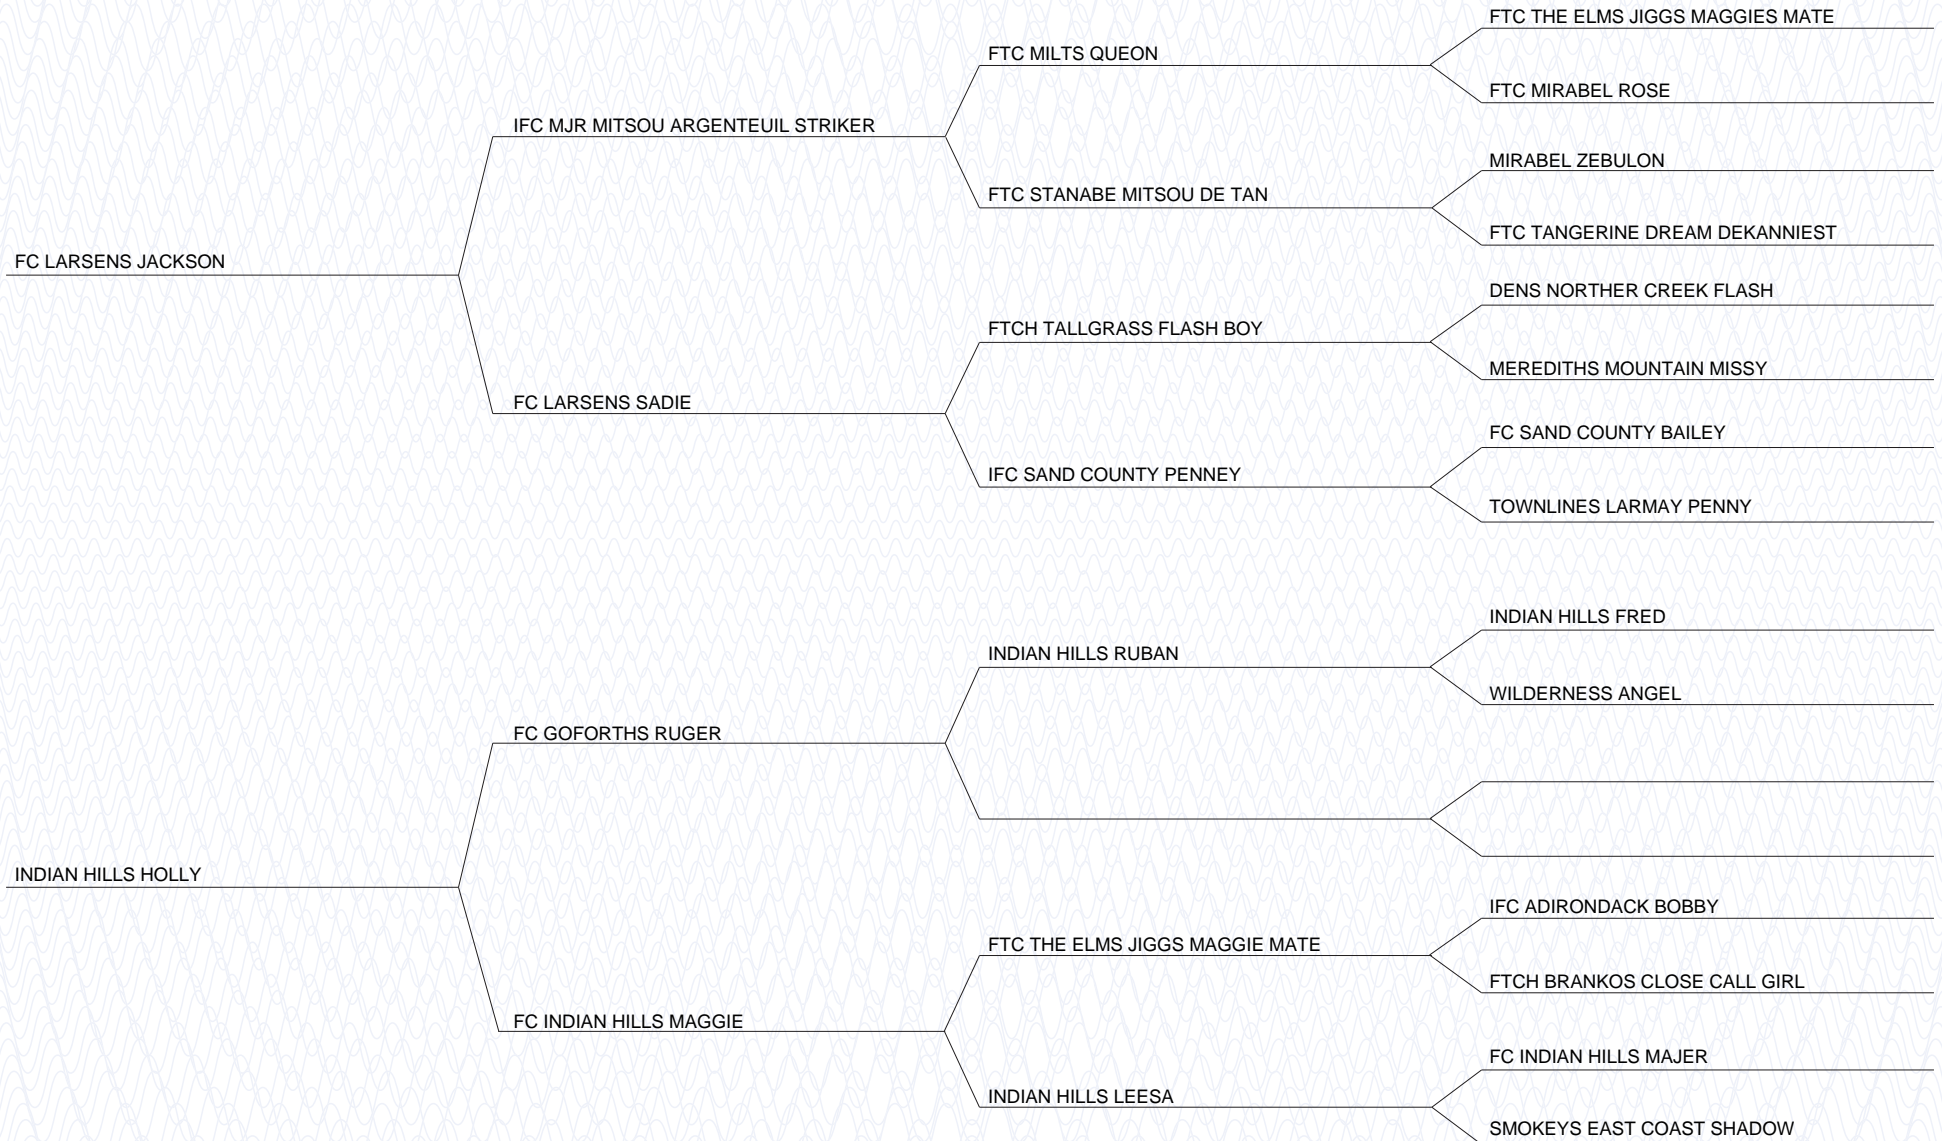 FTC THE ELMS JIGGS MAGGIES MATE
FTC MILTS QUEON
FTC MIRABEL ROSE
IFC MJR MITSOU ARGENTEUIL STRIKER
MIRABEL ZEBULON
FTC STANABE MITSOU DE TAN
FTC TANGERINE DREAM DEKANNIEST
FC LARSENS JACKSON
DENS NORTHER CREEK FLASH
FTCH TALLGRASS FLASH BOY
MEREDITHS MOUNTAIN MISSY
FC LARSENS SADIE
FC SAND COUNTY BAILEY
IFC SAND COUNTY PENNEY
TOWNLINES LARMAY PENNY
INDIAN HILLS FRED
INDIAN HILLS RUBAN
WILDERNESS ANGEL
FC GOFORTHS RUGER
INDIAN HILLS HOLLY
IFC ADIRONDACK BOBBY
FTC THE ELMS JIGGS MAGGIE MATE
FTCH BRANKOS CLOSE CALL GIRL
FC INDIAN HILLS MAGGIE
FC INDIAN HILLS MAJER
INDIAN HILLS LEESA
SMOKEYS EAST COAST SHADOW